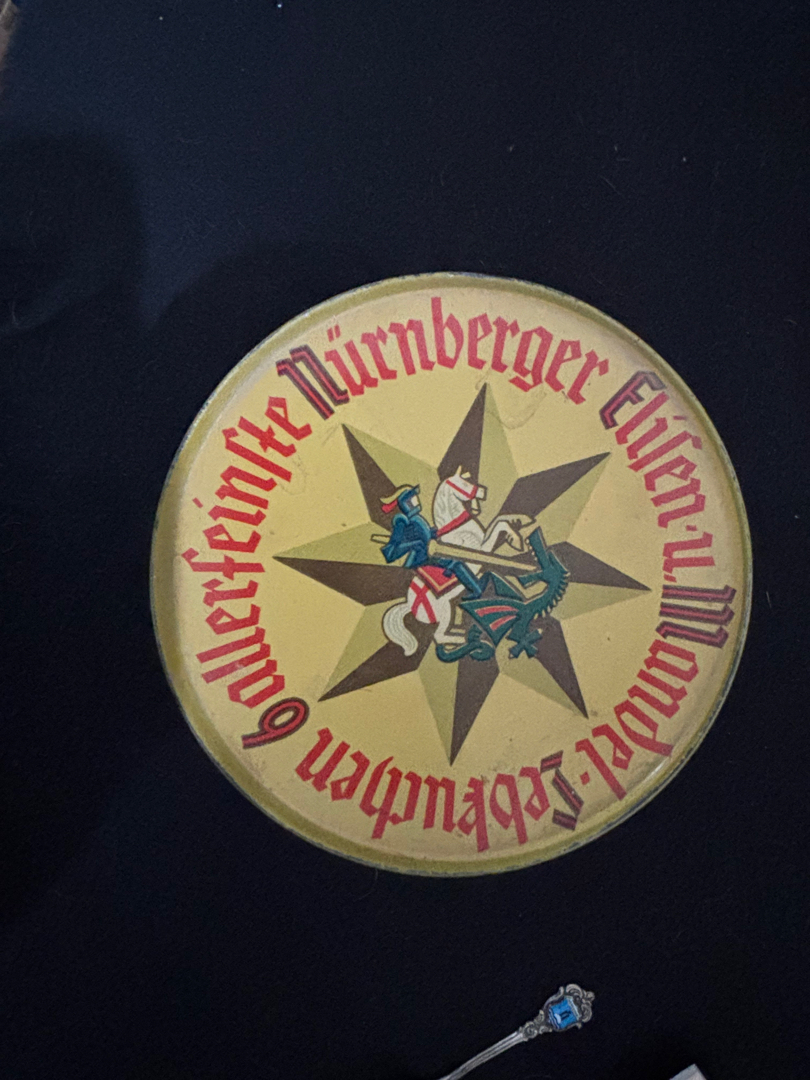 6 allerfeinste Nürnberger Elisen- u. Mandel-Lebkuchen